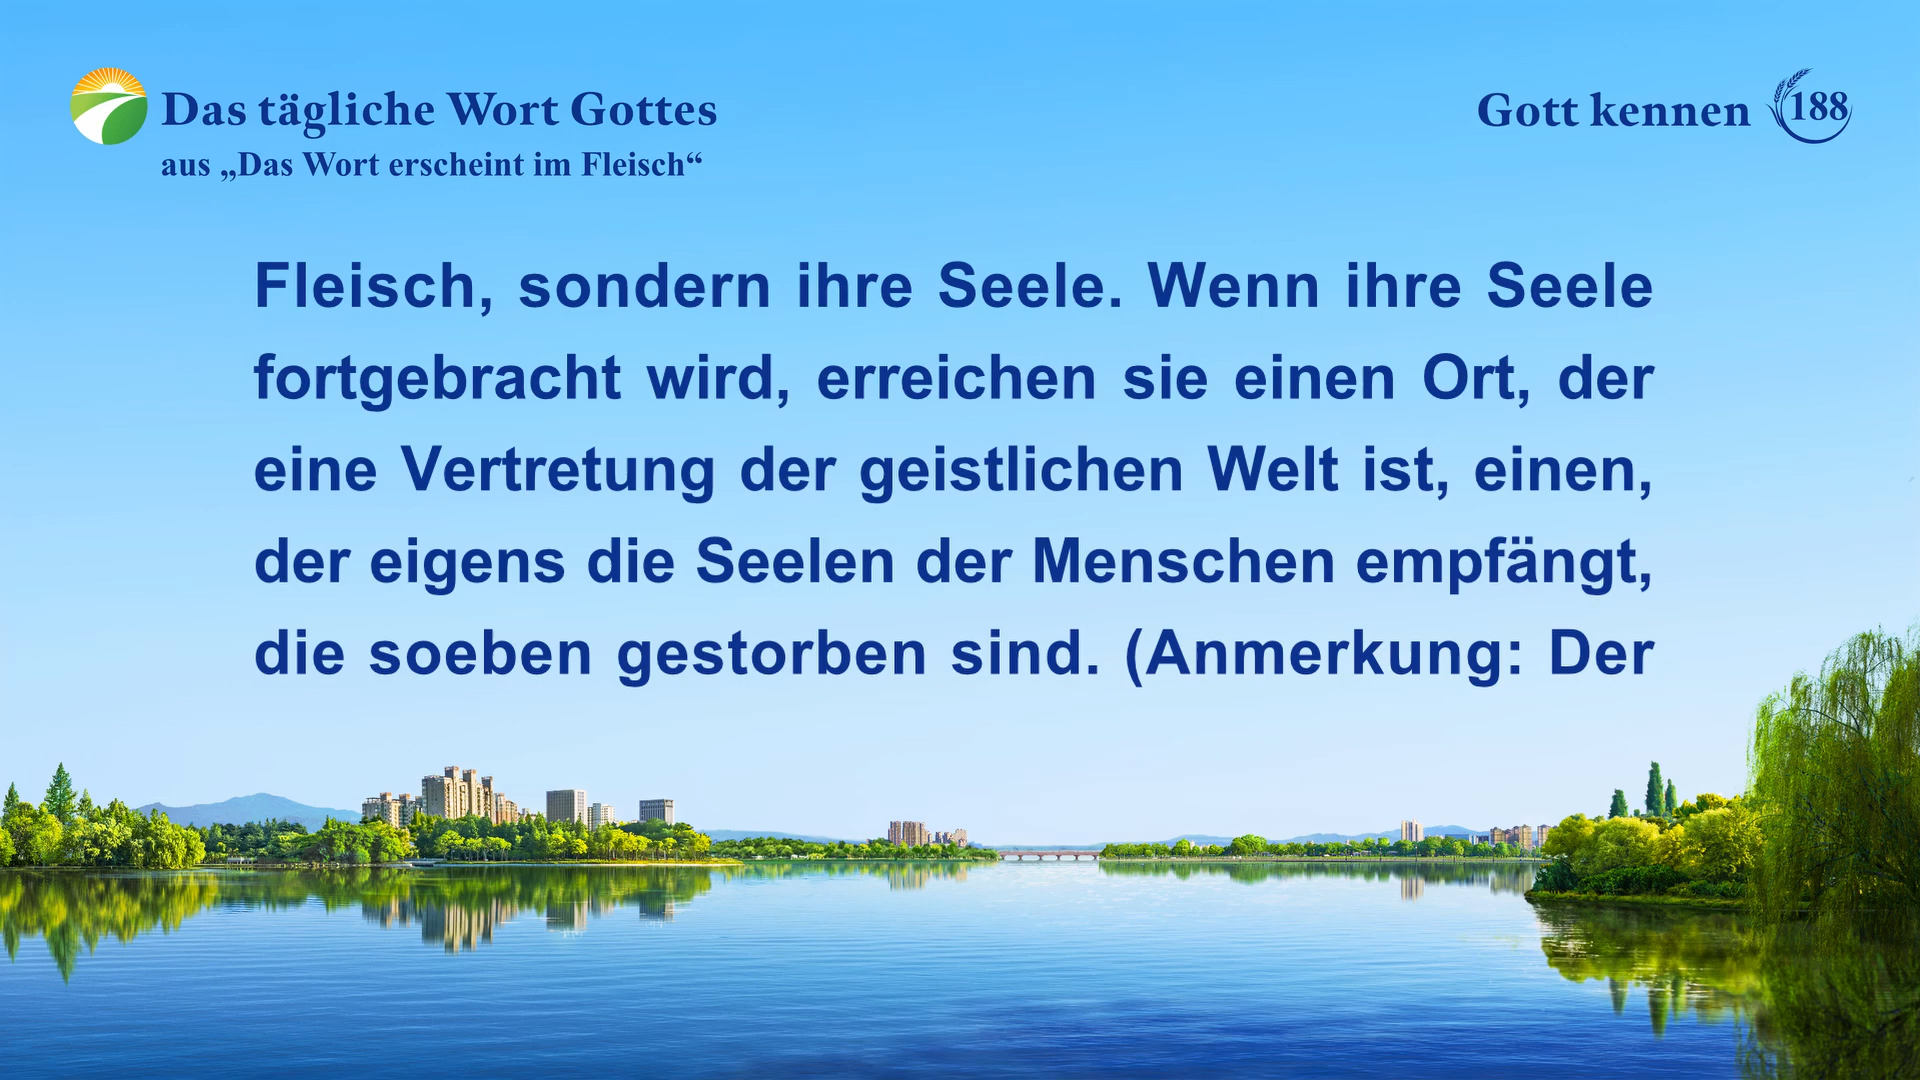 Das tägliche Wort Gottes
aus „Das Wort erscheint im Fleisch“
Gott kennen 188
Fleisch, sondern ihre Seele. Wenn ihre Seele
fortgebracht wird, erreichen sie einen Ort, der
eine Vertretung der geistlichen Welt ist, einen,
der eigens die Seelen der Menschen empfängt,
die soeben gestorben sind. (Anmerkung: Der